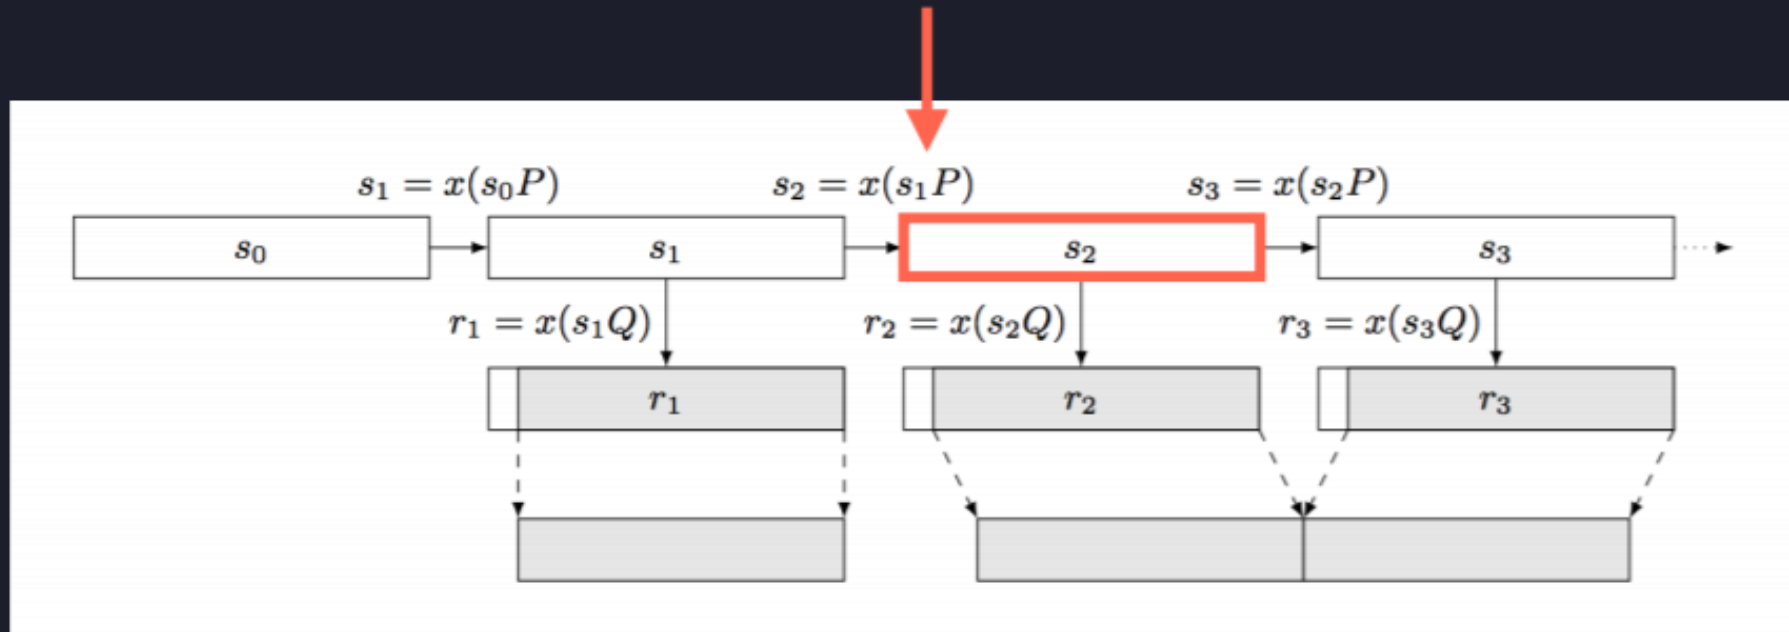 s₁ = x(s₀P) s₂ = x(s₁P) s₃ = x(s₂P)
s₀ s₁ s₂ s₃
r₁ = x(s₁Q) r₂ = x(s₂Q) r₃ = x(s₃Q)
r₁ r₂ r₃